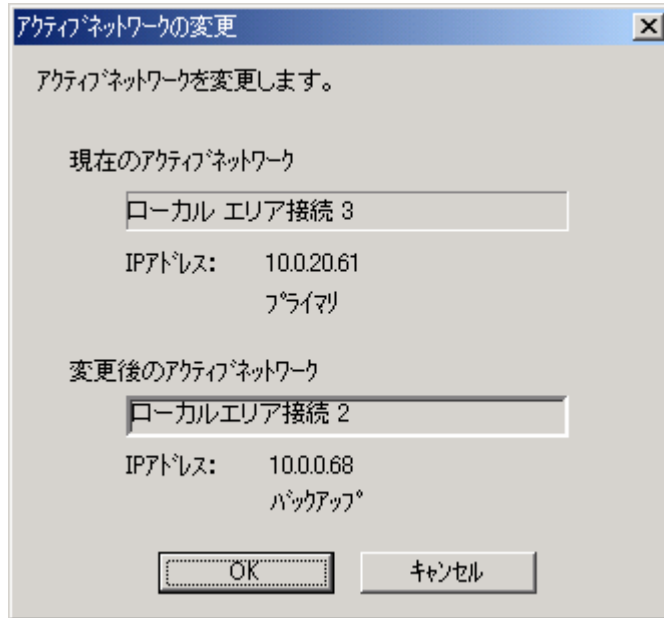 ｱｸﾃｨﾌﾞﾈｯﾄﾜｰｸの変更
ｱｸﾃｨﾌﾞﾈｯﾄﾜｰｸを変更します。
現在のｱｸﾃｨﾌﾞﾈｯﾄﾜｰｸ
ローカル エリア接続 3
IPｱﾄﾞﾚｽ: 10.0.20.61
ﾌﾟﾗｲﾏﾘ
変更後のｱｸﾃｨﾌﾞﾈｯﾄﾜｰｸ
ローカルエリア接続 2
IPｱﾄﾞﾚｽ: 10.0.0.68
ﾊﾞｯｸｱｯﾌﾟ
OK ｷｬﾝｾﾙ